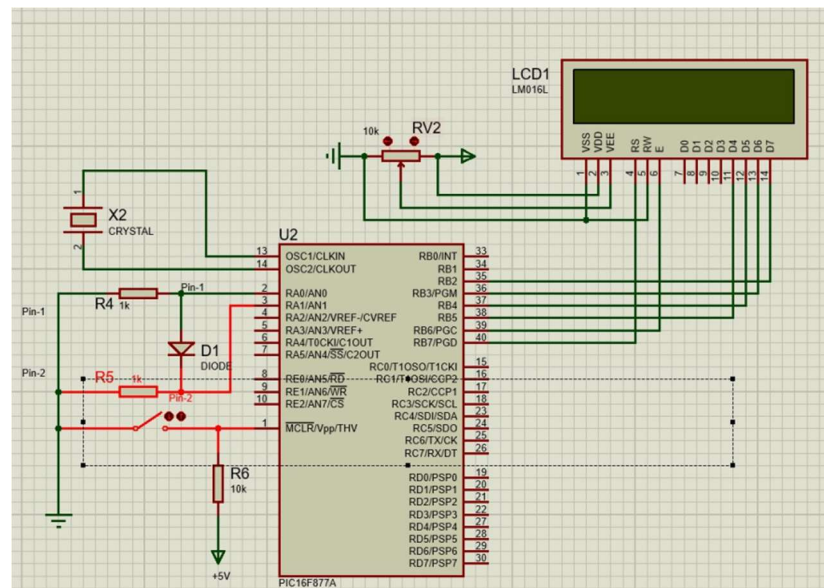 LCD1
LM016L
VSS
VDD
VEE
RS
RW
E
D0
D1
D2
D3
D4
D5
D6
D7
1
2
3
4
5
6
7
8
9
10
11
12
13
14
10k
RV2
1
X2
CRYSTAL
2
U2
13 OSC1/CLKIN
14 OSC2/CLKOUT
2 RA0/AN0
3 RA1/AN1
4 RA2/AN2/VREF-/CVREF
5 RA3/AN3/VREF+
6 RA4/T0CKI/C1OUT
7 RA5/AN4/SS/C2OUT
8 RE0/AN5/RD
9 RE1/AN6/WR
10 RE2/AN7/CS
1 MCLR/Vpp/THV
RB0/INT 33
RB1 34
RB2 35
RB3/PGM 36
RB4 37
RB5 38
RB6/PGC 39
RB7/PGD 40
RC0/T1OSO/T1CKI 15
RC1/T1OSI/CCP2 16
RC2/CCP1 17
RC3/SCK/SCL 18
RC4/SDI/SDA 23
RC5/SDO 24
RC6/TX/CK 25
RC7/RX/DT 26
RD0/PSP0 19
RD1/PSP1 20
RD2/PSP2 21
RD3/PSP3 22
RD4/PSP4 27
RD5/PSP5 28
RD6/PSP6 29
RD7/PSP7 30
PIC16F877A
Pin-1
R4 1k
Pin-1
D1
DIODE
Pin-2
R5 1k
Pin-2
R6
10k
+5V